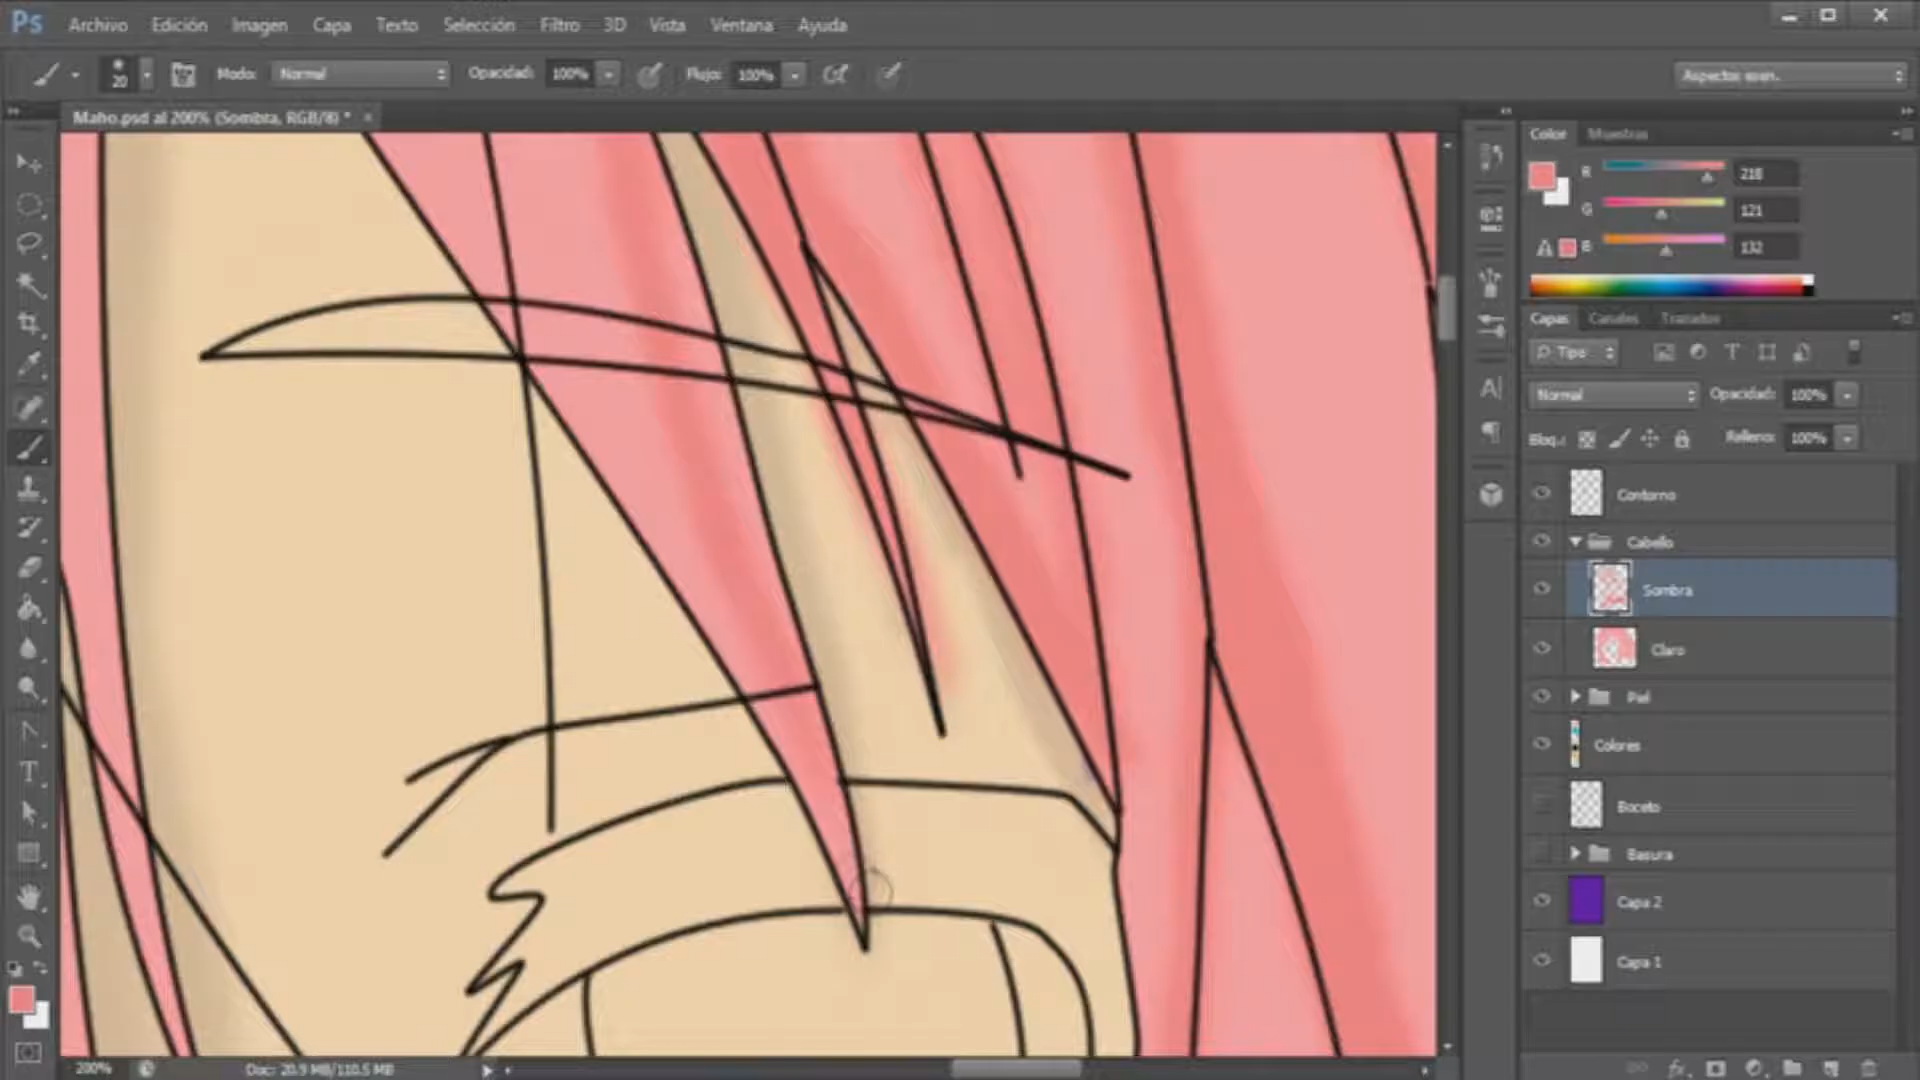 Ps Archivo Edición Imagen Capa Texto Selección Filtro 3D Vista Ventana Ayuda
20 Modo: Normal Opacidad: 100% Flujo: 100% Aspectos esen.
Maho.psd al 200% (Sombra, RGB/8) *
Color Muestras
R 218
G 121
B 132
Capas Canales Trazados
Tipo
Normal Opacidad: 100%
Bloq.: Relleno: 100%
Contorno
Cabello
Sombra
Claro
Piel
Colores
Boceto
Basura
Capa 2
Capa 1
200% Doc: 20.9 MB/110.5 MB